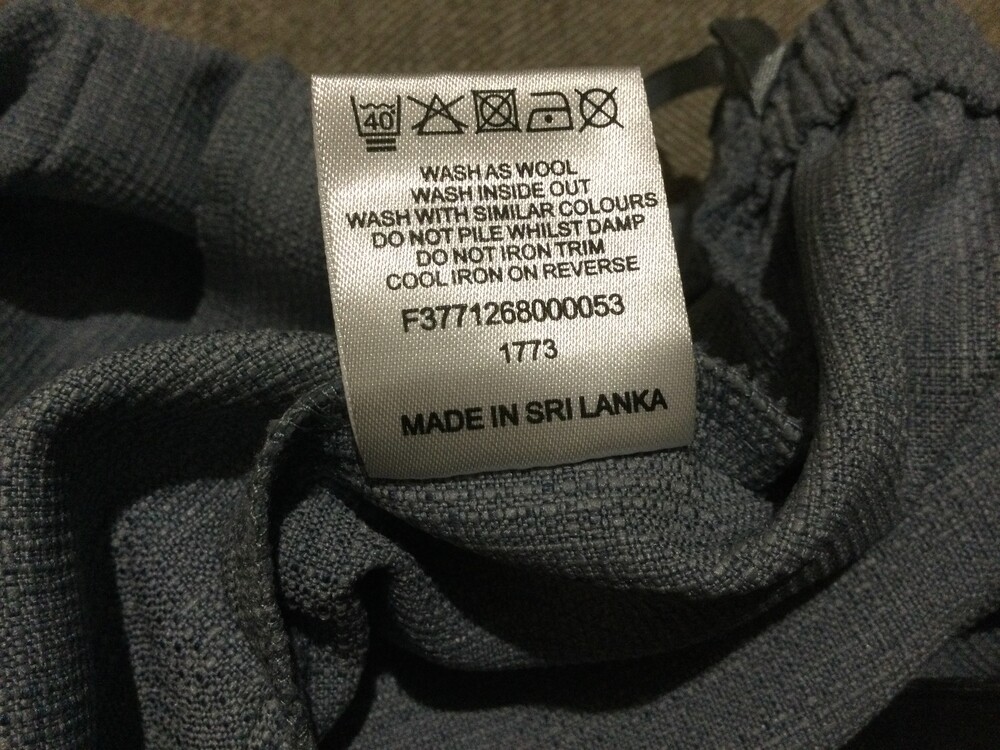 40
WASH AS WOOL
WASH INSIDE OUT
WASH WITH SIMILAR COLOURS
DO NOT PILE WHILST DAMP
DO NOT IRON TRIM
COOL IRON ON REVERSE
F3771268000053
1773
MADE IN SRI LANKA